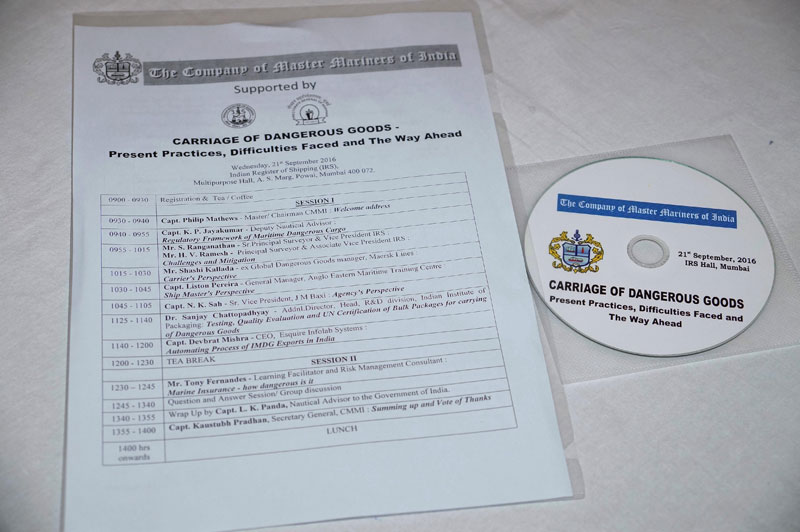 The Company of Master Mariners of India
Supported by
CARRIAGE OF DANGEROUS GOODS -
Present Practices, Difficulties Faced and The Way Ahead
Wednesday, 21st September 2016
Indian Register of Shipping (IRS),
Multipurpose Hall, A. S. Marg, Powai, Mumbai 400 072.
0900 - 0930 Registration & Tea / Coffee
SESSION I
0930 - 0940 Capt. Philip Mathews - Master/ Chairman CMMI : Welcome address
0940 - 0955 Capt. K. P. Jayakumar - Deputy Nautical Advisor :
Regulatory Framework of Maritime Dangerous Cargo
0955 - 1015 Mr. S. Ranganathan - Sr.Principal Surveyor & Vice President IRS :
Mr. H. V. Ramesh - Principal Surveyor & Associate Vice President IRS :
Challenges and Mitigation
1015 - 1030 Mr. Shashi Kallada - ex Global Dangerous Goods manager, Maersk Lines :
Carrier's Perspective
1030 - 1045 Capt. Liston Pereira - General Manager, Anglo Eastern Maritime Training Centre
Ship Master's Perspective
1045 - 1105 Capt. N. K. Sah - Sr. Vice President, J M Baxi : Agency's Perspective
1125 - 1140 Dr. Sanjay Chattopadhyay - Addnl.Director, Head, R&D division, Indian Institute of
Packaging: Testing, Quality Evaluation and UN Certification of Bulk Packages for carrying
of Dangerous Goods
1140 - 1200 Capt. Devbrat Mishra - CEO, Esquire Infolab Systems :
Automating Process of IMDG Exports in India
1200 - 1230 TEA BREAK
SESSION II
1230 – 1245 Mr. Tony Fernandes - Learning Facilitator and Risk Management Consultant :
Marine Insurance - how dangerous is it
1245 - 1340 Question and Answer Session/ Group discussion
1340 - 1355 Wrap Up by Capt. L. K. Panda, Nautical Advisor to the Government of India.
1355 - 1400 Capt. Kaustubh Pradhan, Secretary General, CMMI : Summing up and Vote of Thanks
1400 hrs LUNCH
onwards
The Company of Master Mariners of India
21st September, 2016
IRS Hall, Mumbai
CARRIAGE OF DANGEROUS GOODS
Present Practices, Difficulties Faced and
The Way Ahead